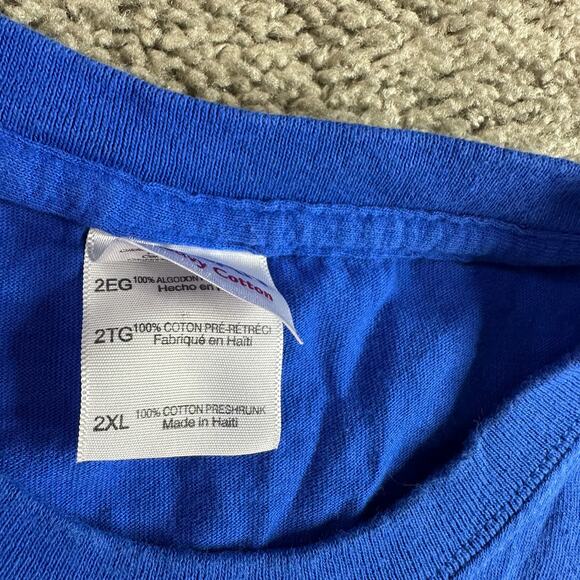 Cotton
2EG 100% ALGODON
Hecho en
2TG 100% COTON PRÉ-RÉTRÉCI
Fabriqué en Haïti
2XL 100% COTTON PRESHRUNK
Made in Haiti